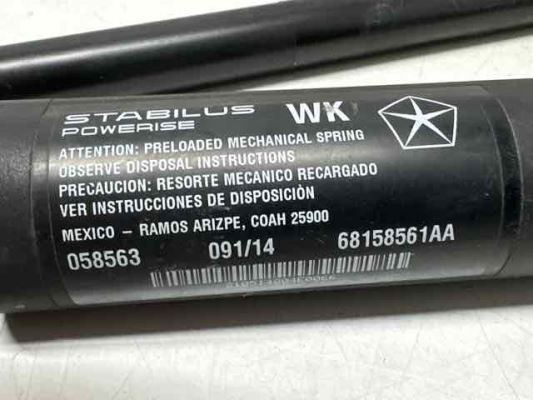 STABILUS WK
POWERISE
ATTENTION: PRELOADED MECHANICAL SPRING
OBSERVE DISPOSAL INSTRUCTIONS
PRECAUCION: RESORTE MECANICO RECARGADO
VER INSTRUCCIONES DE DISPOSICIÓN
MEXICO – RAMOS ARIZPE, COAH 25900
058563 091/14 68158561AA